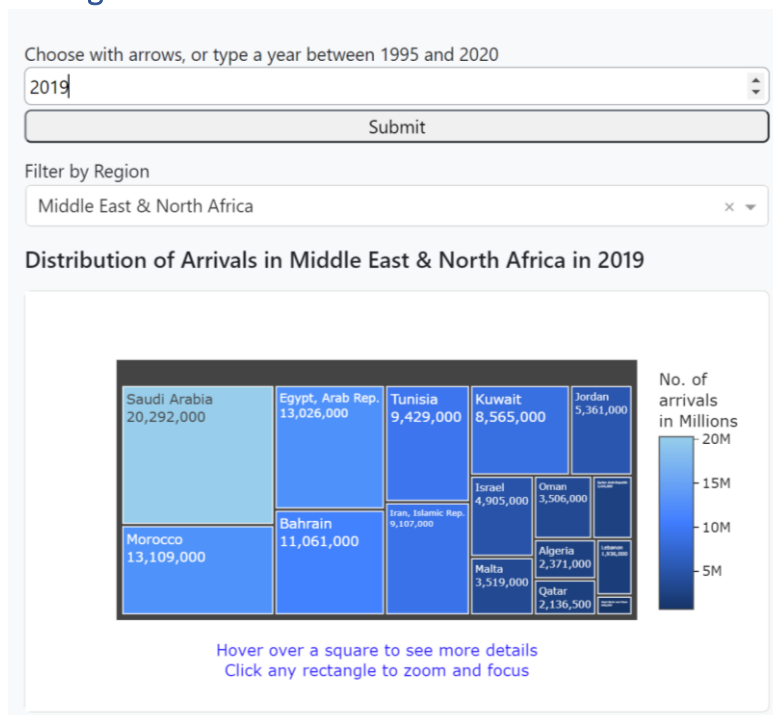 Choose with arrows, or type a year between 1995 and 2020
2019
Submit
Filter by Region
Middle East & North Africa
Distribution of Arrivals in Middle East & North Africa in 2019
Saudi Arabia
20,292,000
Egypt, Arab Rep.
13,026,000
Tunisia
9,429,000
Kuwait
8,565,000
Jordan
5,361,000
Morocco
13,109,000
Bahrain
11,061,000
Iran, Islamic Rep.
9,107,000
Israel
4,905,000
Oman
3,506,000
Malta
3,519,000
Algeria
2,371,000
Lebanon
Qatar
2,136,500
No. of
arrivals
in Millions
20M
15M
10M
5M
Hover over a square to see more details
Click any rectangle to zoom and focus